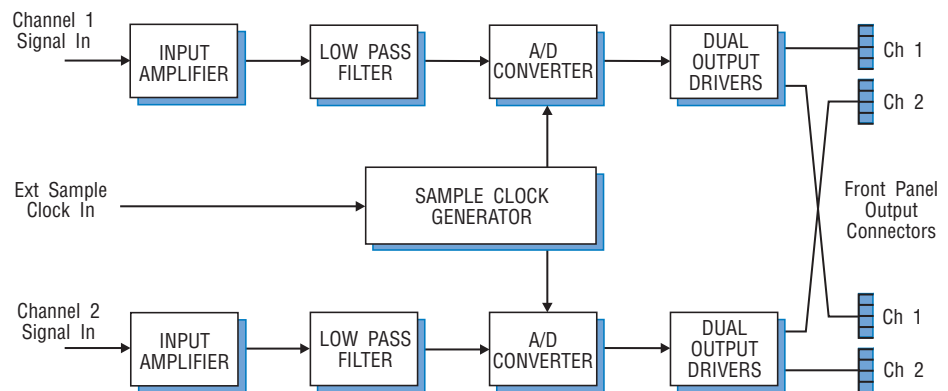 Channel 1
Signal In
INPUT
AMPLIFIER
LOW PASS
FILTER
A/D
CONVERTER
DUAL
OUTPUT
DRIVERS
Ch 1
Ch 2
Ext Sample
Clock In
SAMPLE CLOCK
GENERATOR
Front Panel
Output
Connectors
Channel 2
Signal In
INPUT
AMPLIFIER
LOW PASS
FILTER
A/D
CONVERTER
DUAL
OUTPUT
DRIVERS
Ch 1
Ch 2